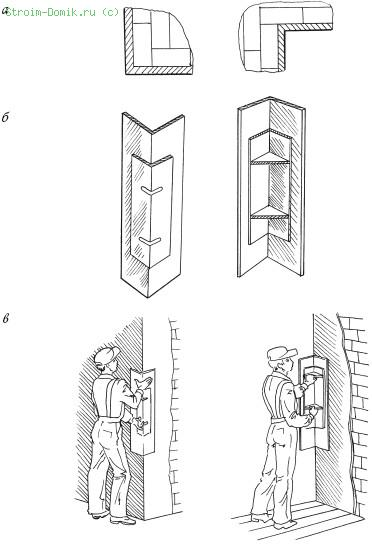 Stroim-Domik.ru (c)
а
б
в